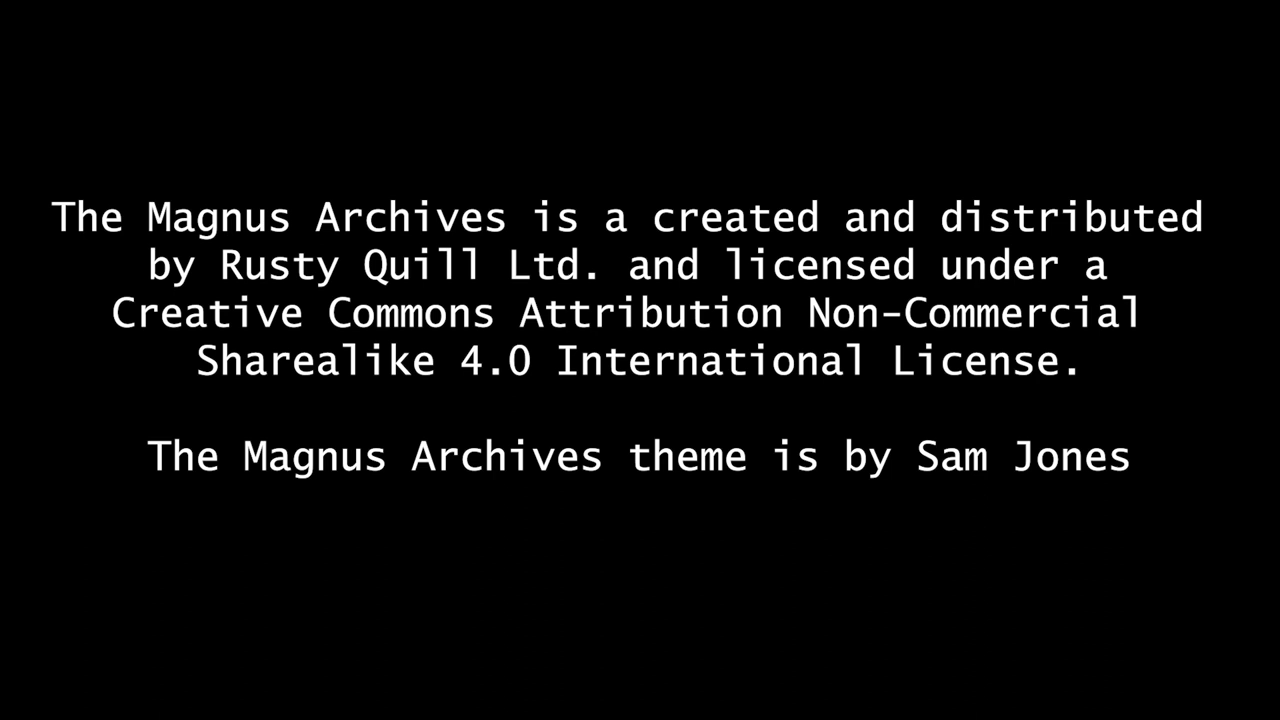 The Magnus Archives is a created and distributed
by Rusty Quill Ltd. and licensed under a
Creative Commons Attribution Non-Commercial
Sharealike 4.0 International License.
The Magnus Archives theme is by Sam Jones